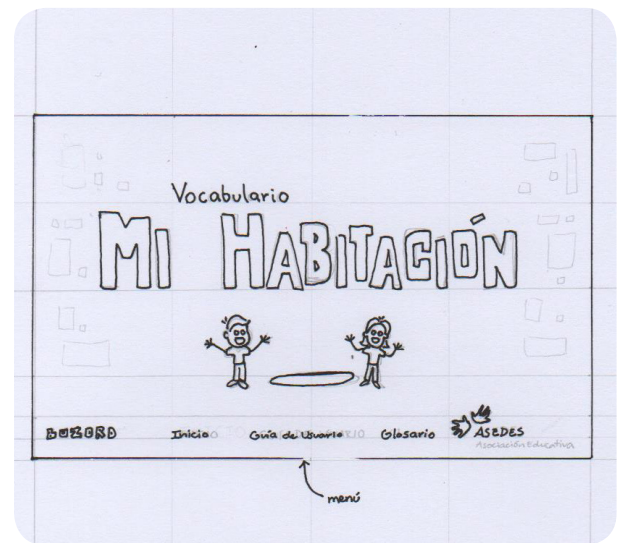 Vocabulario
MI HABITACIÓN
Inicio Guía de Usuario Glosario ASEDES
Asociación Educativa
menú